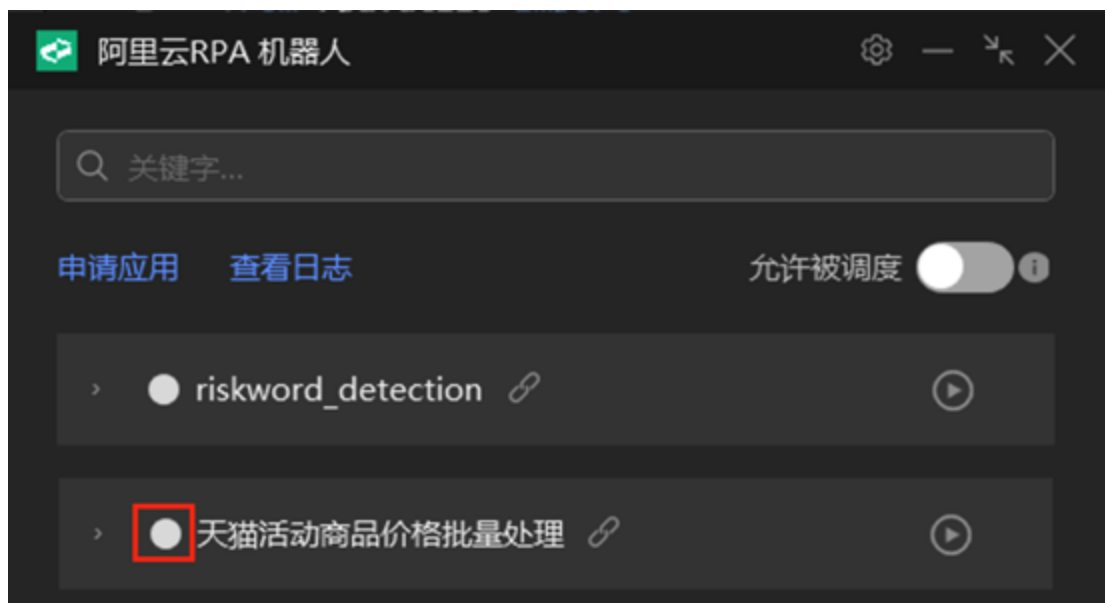 阿里云RPA 机器人
关键字...
申请应用 查看日志 允许被调度
riskword_detection
天猫活动商品价格批量处理